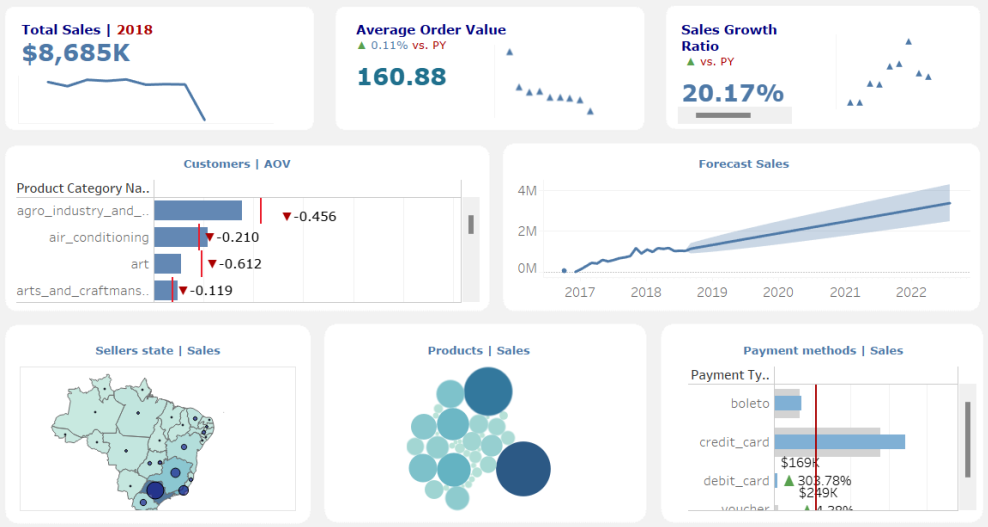 Total Sales | 2018
$8,685K
Average Order Value
▲ 0.11% vs. PY
160.88
Sales Growth
Ratio
▲ vs. PY
20.17%
Customers | AOV
Product Category Na..
agro_industry_and_..
▼-0.456
air_conditioning
▼-0.210
art
▼-0.612
arts_and_craftmans..
▼-0.119
Forecast Sales
4M
2M
0M
2017 2018 2019 2020 2021 2022
Sellers state | Sales
Products | Sales
Payment methods | Sales
Payment Ty..
boleto
credit_card
$169K
debit_card
▲ 303.78%
$249K
voucher
▲ 4.28%